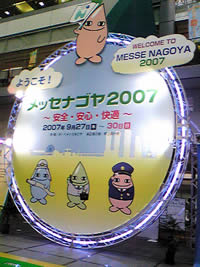 WELCOME TO
MESSE NAGOYA
2007
ようこそ!
メッセナゴヤ2007
～安全・安心・快適～
2007年9月27日㊍～30日㊐